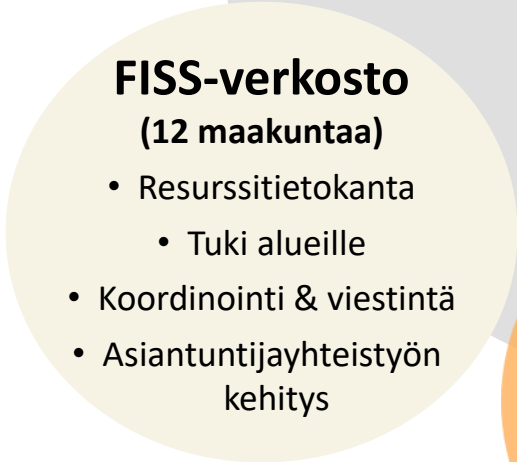 FISS-verkosto
(12 maakuntaa)
• Resurssitietokanta
• Tuki alueille
• Koordinointi & viestintä
• Asiantuntijayhteistyön
kehitys